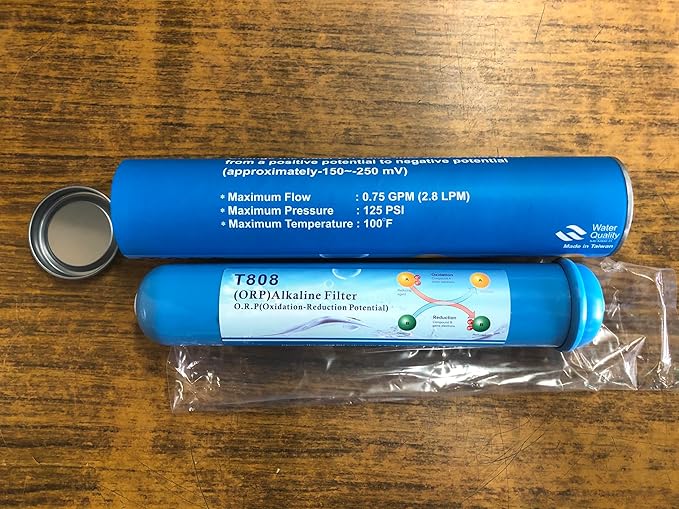 from a positive potential to negative potential
(approximately-150~-250 mV)
* Maximum Flow : 0.75 GPM (2.8 LPM)
* Maximum Pressure : 125 PSI
* Maximum Temperature : 100°F
Water
Quality
Made in Taiwan
T808
(ORP)Alkaline Filter
O.R.P(Oxidation-Reduction Potential)
Oxidation
Reduction